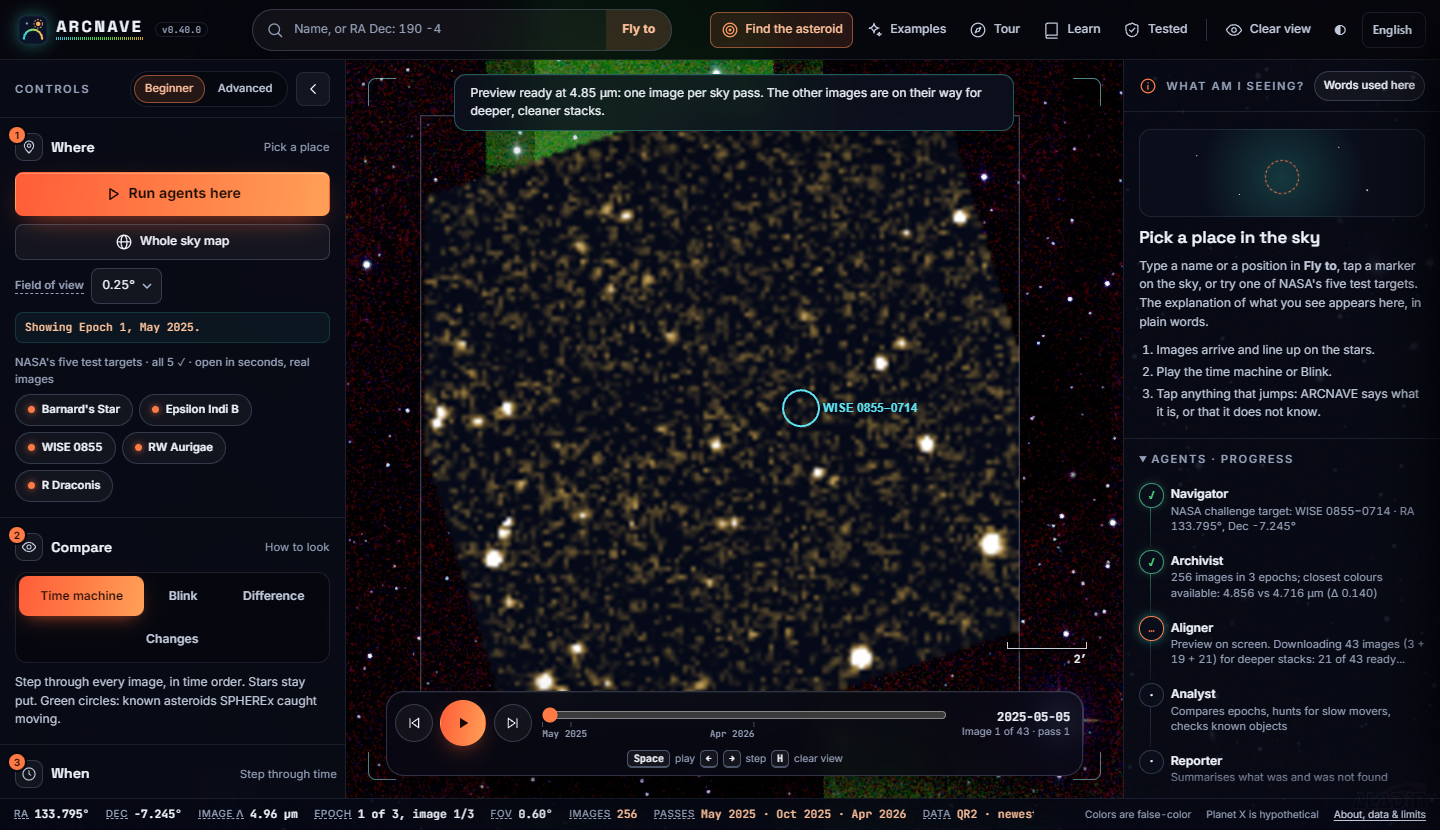 ARCNAVE
v0.40.0
Name, or RA Dec: 190 -4
Fly to
Find the asteroid
Examples
Tour
Learn
Tested
Clear view
English
CONTROLS
Beginner
Advanced
1
Where
Pick a place
Run agents here
Whole sky map
Field of view
0.25°
Showing Epoch 1, May 2025.
NASA's five test targets · all 5 ✓ · open in seconds, real
images
Barnard's Star
Epsilon Indi B
WISE 0855
RW Aurigae
R Draconis
2
Compare
How to look
Time machine
Blink
Difference
Changes
Step through every image, in time order. Stars stay
put. Green circles: known asteroids SPHEREx caught
moving.
3
When
Step through time
Preview ready at 4.85 µm: one image per sky pass. The other images are on their way for
deeper, cleaner stacks.
WISE 0855–0714
2′
May 2025
Apr 2026
2025-05-05
Image 1 of 43 · pass 1
Space play ← → step H clear view
WHAT AM I SEEING?
Words used here
Pick a place in the sky
Type a name or a position in Fly to, tap a marker
on the sky, or try one of NASA's five test targets.
The explanation of what you see appears here, in
plain words.
1. Images arrive and line up on the stars.
2. Play the time machine or Blink.
3. Tap anything that jumps: ARCNAVE says what
it is, or that it does not know.
▼ AGENTS · PROGRESS
Navigator
NASA challenge target: WISE 0855−0714 · RA
133.795°, Dec -7.245°
Archivist
256 images in 3 epochs; closest colours
available: 4.856 vs 4.716 µm (Δ 0.140)
Aligner
Preview on screen. Downloading 43 images (3 +
19 + 21) for deeper stacks: 21 of 43 ready…
Analyst
Compares epochs, hunts for slow movers,
checks known objects
Reporter
Summarises what was and was not found
RA 133.795° DEC -7.245° IMAGE Λ 4.96 µm EPOCH 1 of 3, image 1/3 FOV 0.60° IMAGES 256 PASSES May 2025 · Oct 2025 · Apr 2026 DATA QR2 · newes
Colors are false-color
Planet X is hypothetical
About, data & limits